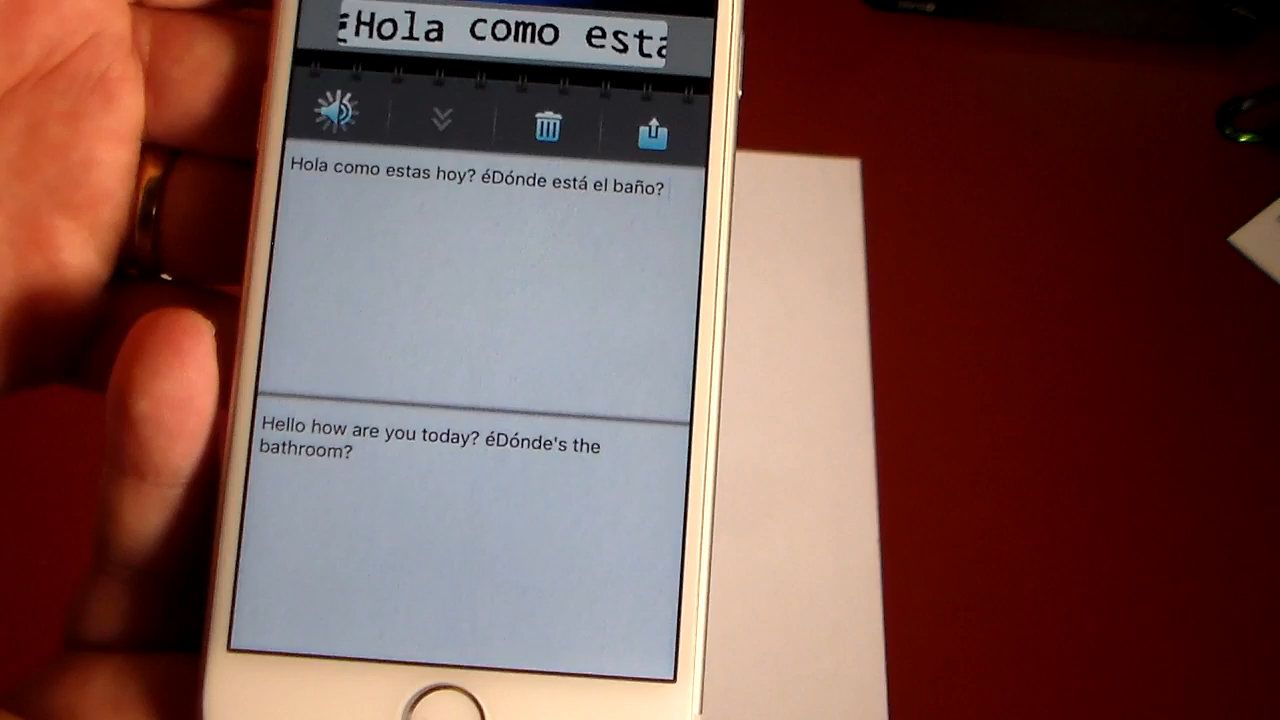 ¿Hola como esta
Hola como estas hoy? éDónde está el baño?
Hello how are you today? éDónde's the
bathroom?